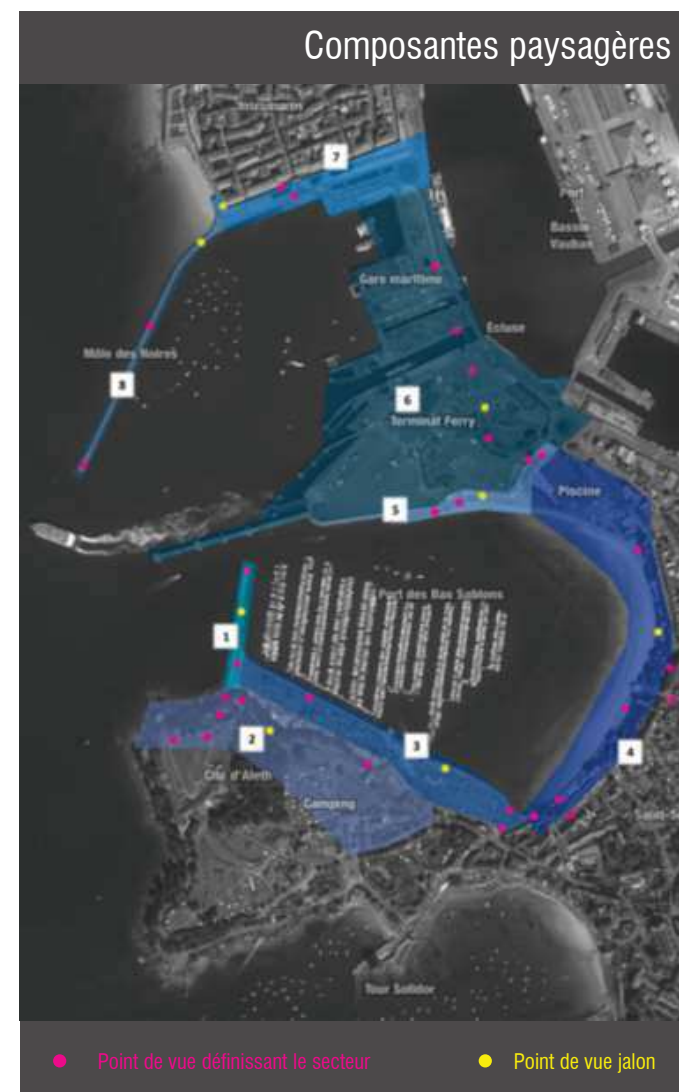 Composantes paysagères
Intramuros
7
Port
Bassin
Vauban
Gare maritime
Ecluse
Môle des Noires
8
6
Terminal Ferry
Piscine
5
Port des Bas Sablons
1
2
3
4
Cité d'Aleth
Camping
Tour Solidor
Point de vue définissant le secteur
Point de vue jalon